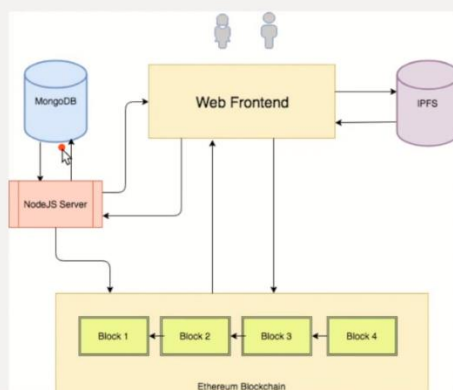 MongoDB
Web Frontend
IPFS
NodeJS Server
Block 1
Block 2
Block 3
Block 4
Ethereum Blockchain